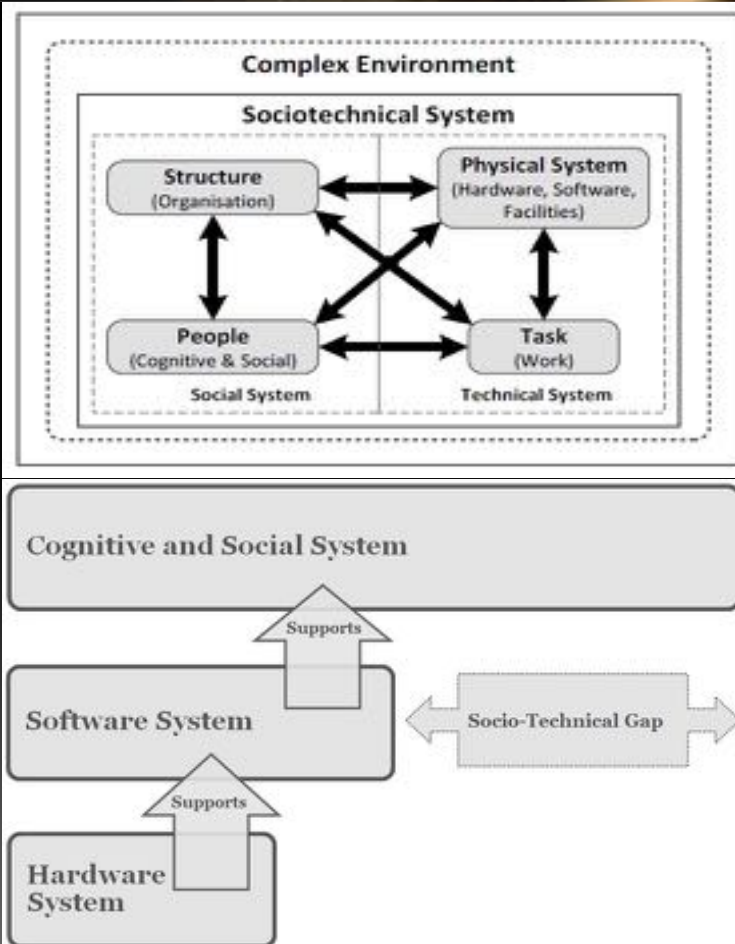 Complex Environment
Sociotechnical System
Structure
(Organisation)
Physical System
(Hardware, Software,
Facilities)
People
(Cognitive & Social)
Task
(Work)
Social System
Technical System
Cognitive and Social System
Supports
Software System
Socio-Technical Gap
Supports
Hardware
System